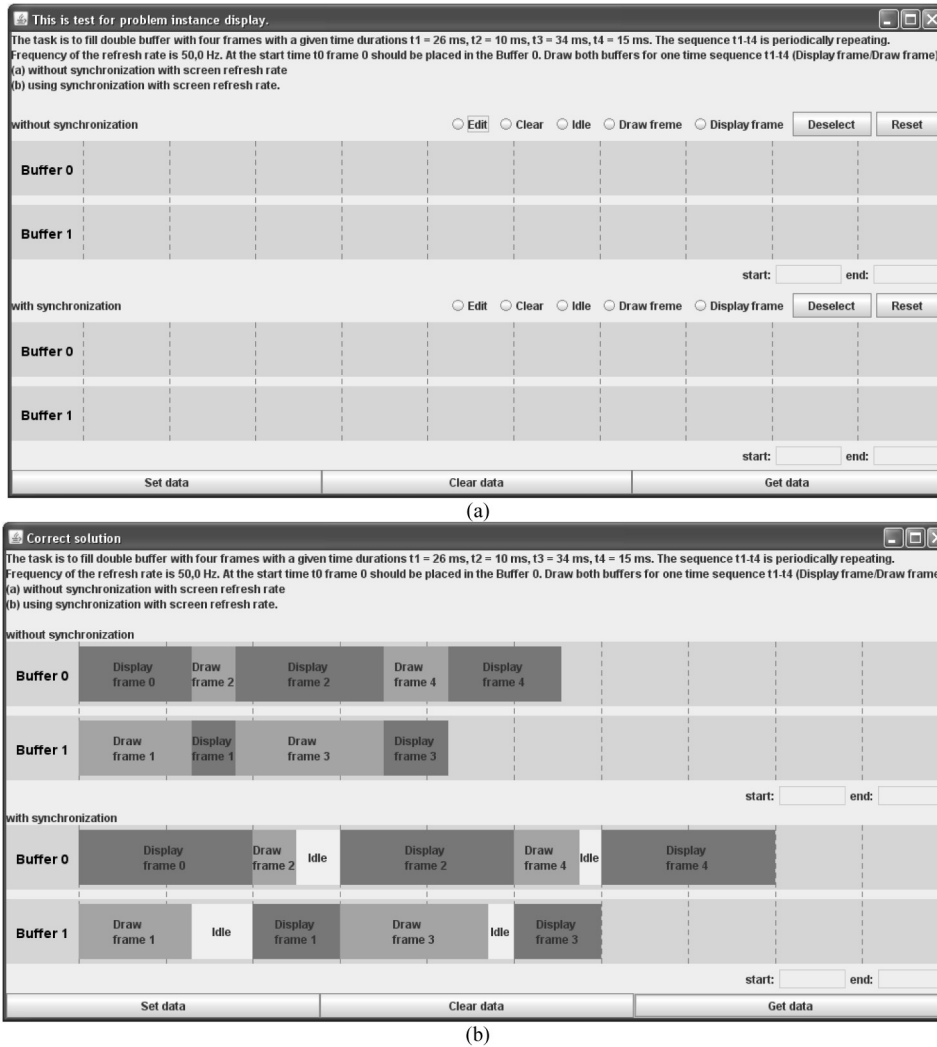 This is test for problem instance display.
The task is to fill double buffer with four frames with a given time durations t1 = 26 ms, t2 = 10 ms, t3 = 34 ms, t4 = 15 ms. The sequence t1-t4 is periodically repeating.
Frequency of the refresh rate is 50,0 Hz. At the start time t0 frame 0 should be placed in the Buffer 0. Draw both buffers for one time sequence t1-t4 (Display frame/Draw frame)
(a) without synchronization with screen refresh rate
(b) using synchronization with screen refresh rate.
without synchronization Edit Clear Idle Draw freme Display frame Deselect Reset
Buffer 0
Buffer 1
start: end:
with synchronization Edit Clear Idle Draw freme Display frame Deselect Reset
Buffer 0
Buffer 1
start: end:
Set data Clear data Get data
(a)
Correct solution
The task is to fill double buffer with four frames with a given time durations t1 = 26 ms, t2 = 10 ms, t3 = 34 ms, t4 = 15 ms. The sequence t1-t4 is periodically repeating.
Frequency of the refresh rate is 50,0 Hz. At the start time t0 frame 0 should be placed in the Buffer 0. Draw both buffers for one time sequence t1-t4 (Display frame/Draw frame
(a) without synchronization with screen refresh rate
(b) using synchronization with screen refresh rate.
without synchronization
Buffer 0
Display Draw Display Draw Display
frame 0 frame 2 frame 2 frame 4 frame 4
Buffer 1
Draw Display Draw Display
frame 1 frame 1 frame 3 frame 3
start: end:
with synchronization
Buffer 0
Display Draw Idle Display Draw Idle Display
frame 0 frame 2 frame 2 frame 4 frame 4
Buffer 1
Draw Idle Display Draw Idle Display
frame 1 frame 1 frame 3 frame 3
start: end:
Set data Clear data Get data
(b)